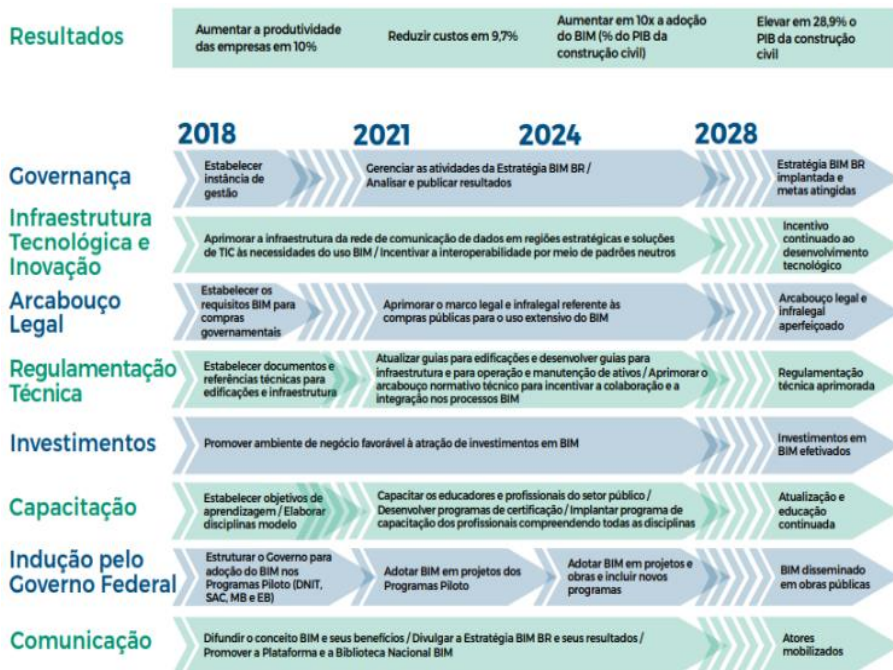 Resultados
Aumentar a produtividade
das empresas em 10%
Reduzir custos em 9,7%
Aumentar em 10x a adoção
do BIM (% do PIB da
construção civil)
Elevar em 28,9% o
PIB da construção
civil
2018
2021
2024
2028
Governança
Estabelecer
instância de
gestão
Gerenciar as atividades da Estratégia BIM BR /
Analisar e publicar resultados
Estratégia BIM BR
implantada e
metas atingidas
Infraestrutura
Tecnológica e
Inovação
Aprimorar a infraestrutura da rede de comunicação de dados em regiões estratégicas e soluções
de TIC às necessidades do uso BIM / Incentivar a interoperabilidade por meio de padrões neutros
Incentivo
continuado ao
desenvolvimento
tecnológico
Arcabouço
Legal
Estabelecer os
requisitos BIM para
compras
governamentais
Aprimorar o marco legal e infralegal referente às
compras públicas para o uso extensivo do BIM
Arcabouço legal e
infralegal
aperfeiçoado
Regulamentação
Técnica
Estabelecer documentos e
referências técnicas para
edificações e infraestrutura
Atualizar guias para edificações e desenvolver guias para
infraestrutura e para operação e manutenção de ativos / Aprimorar o
arcabouço normativo técnico para incentivar a colaboração e a
integração nos processos BIM
Regulamentação
técnica aprimorada
Investimentos
Promover ambiente de negócio favorável à atração de investimentos em BIM
Investimentos em
BIM efetivados
Capacitação
Estabelecer objetivos de
aprendizagem / Elaborar
disciplinas modelo
Capacitar os educadores e profissionais do setor público /
Desenvolver programas de certificação / Implantar programa de
capacitação dos profissionais compreendendo todas as disciplinas
Atualização e
educação
continuada
Indução pelo
Governo Federal
Estruturar o Governo para
adoção do BIM nos
Programas Piloto (DNIT,
SAC, MB e EB)
Adotar BIM em projetos dos
Programas Piloto
Adotar BIM em projetos e
obras e incluir novos
programas
BIM disseminado
em obras públicas
Comunicação
Difundir o conceito BIM e seus benefícios / Divulgar a Estratégia BIM BR e seus resultados /
Promover a Plataforma e a Biblioteca Nacional BIM
Atores
mobilizados